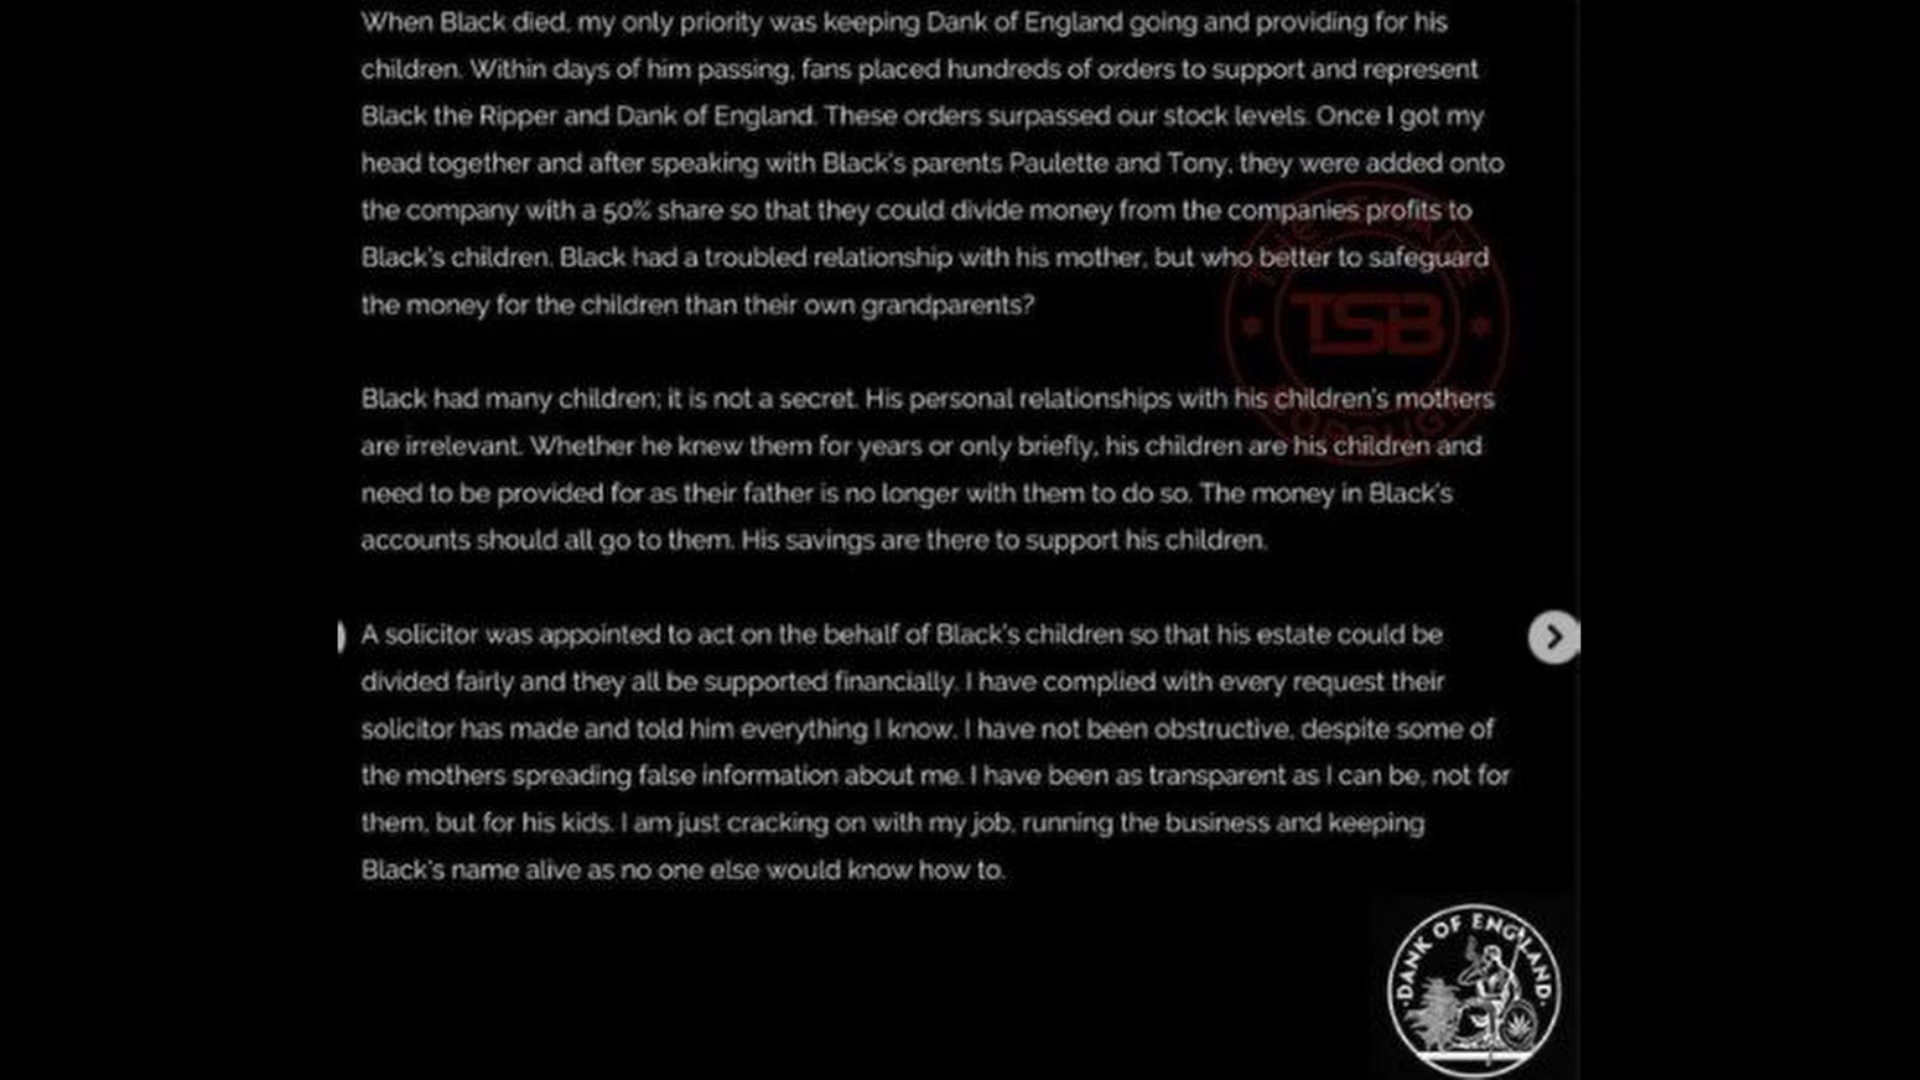 When Black died, my only priority was keeping Dank of England going and providing for his
children. Within days of him passing, fans placed hundreds of orders to support and represent
Black the Ripper and Dank of England. These orders surpassed our stock levels. Once I got my
head together and after speaking with Black's parents Paulette and Tony, they were added onto
the company with a 50% share so that they could divide money from the companies profits to
Black's children. Black had a troubled relationship with his mother, but who better to safeguard
the money for the children than their own grandparents?
TSB
Black had many children; it is not a secret. His personal relationships with his children's mothers
are irrelevant. Whether he knew them for years or only briefly, his children are his children and
need to be provided for as their father is no longer with them to do so. The money in Black's
accounts should all go to them. His savings are there to support his children.
A solicitor was appointed to act on the behalf of Black's children so that his estate could be
divided fairly and they all be supported financially. I have complied with every request their
solicitor has made and told him everything I know. I have not been obstructive, despite some of
the mothers spreading false information about me. I have been as transparent as I can be, not for
them, but for his kids. I am just cracking on with my job, running the business and keeping
Black's name alive as no one else would know how to.
DANK OF ENGLAND